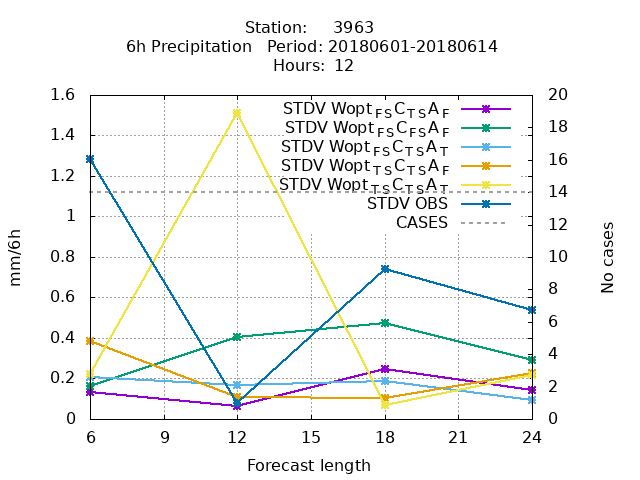 Station: 3963
6h Precipitation Period: 20180601-20180614
Hours: 12
1.6
1.4
1.2
1
0.8
0.6
0.4
0.2
0
20
18
16
14
12
10
8
6
4
2
0
mm/6h
No cases
STDV Wopt_FS C_TS A_F
STDV Wopt_FS C_FS A_F
STDV Wopt_FS C_TS A_T
STDV Wopt_TS C_TS A_F
STDV Wopt_TS C_TS A_T
STDV OBS
CASES
6 9 12 15 18 21 24
Forecast length